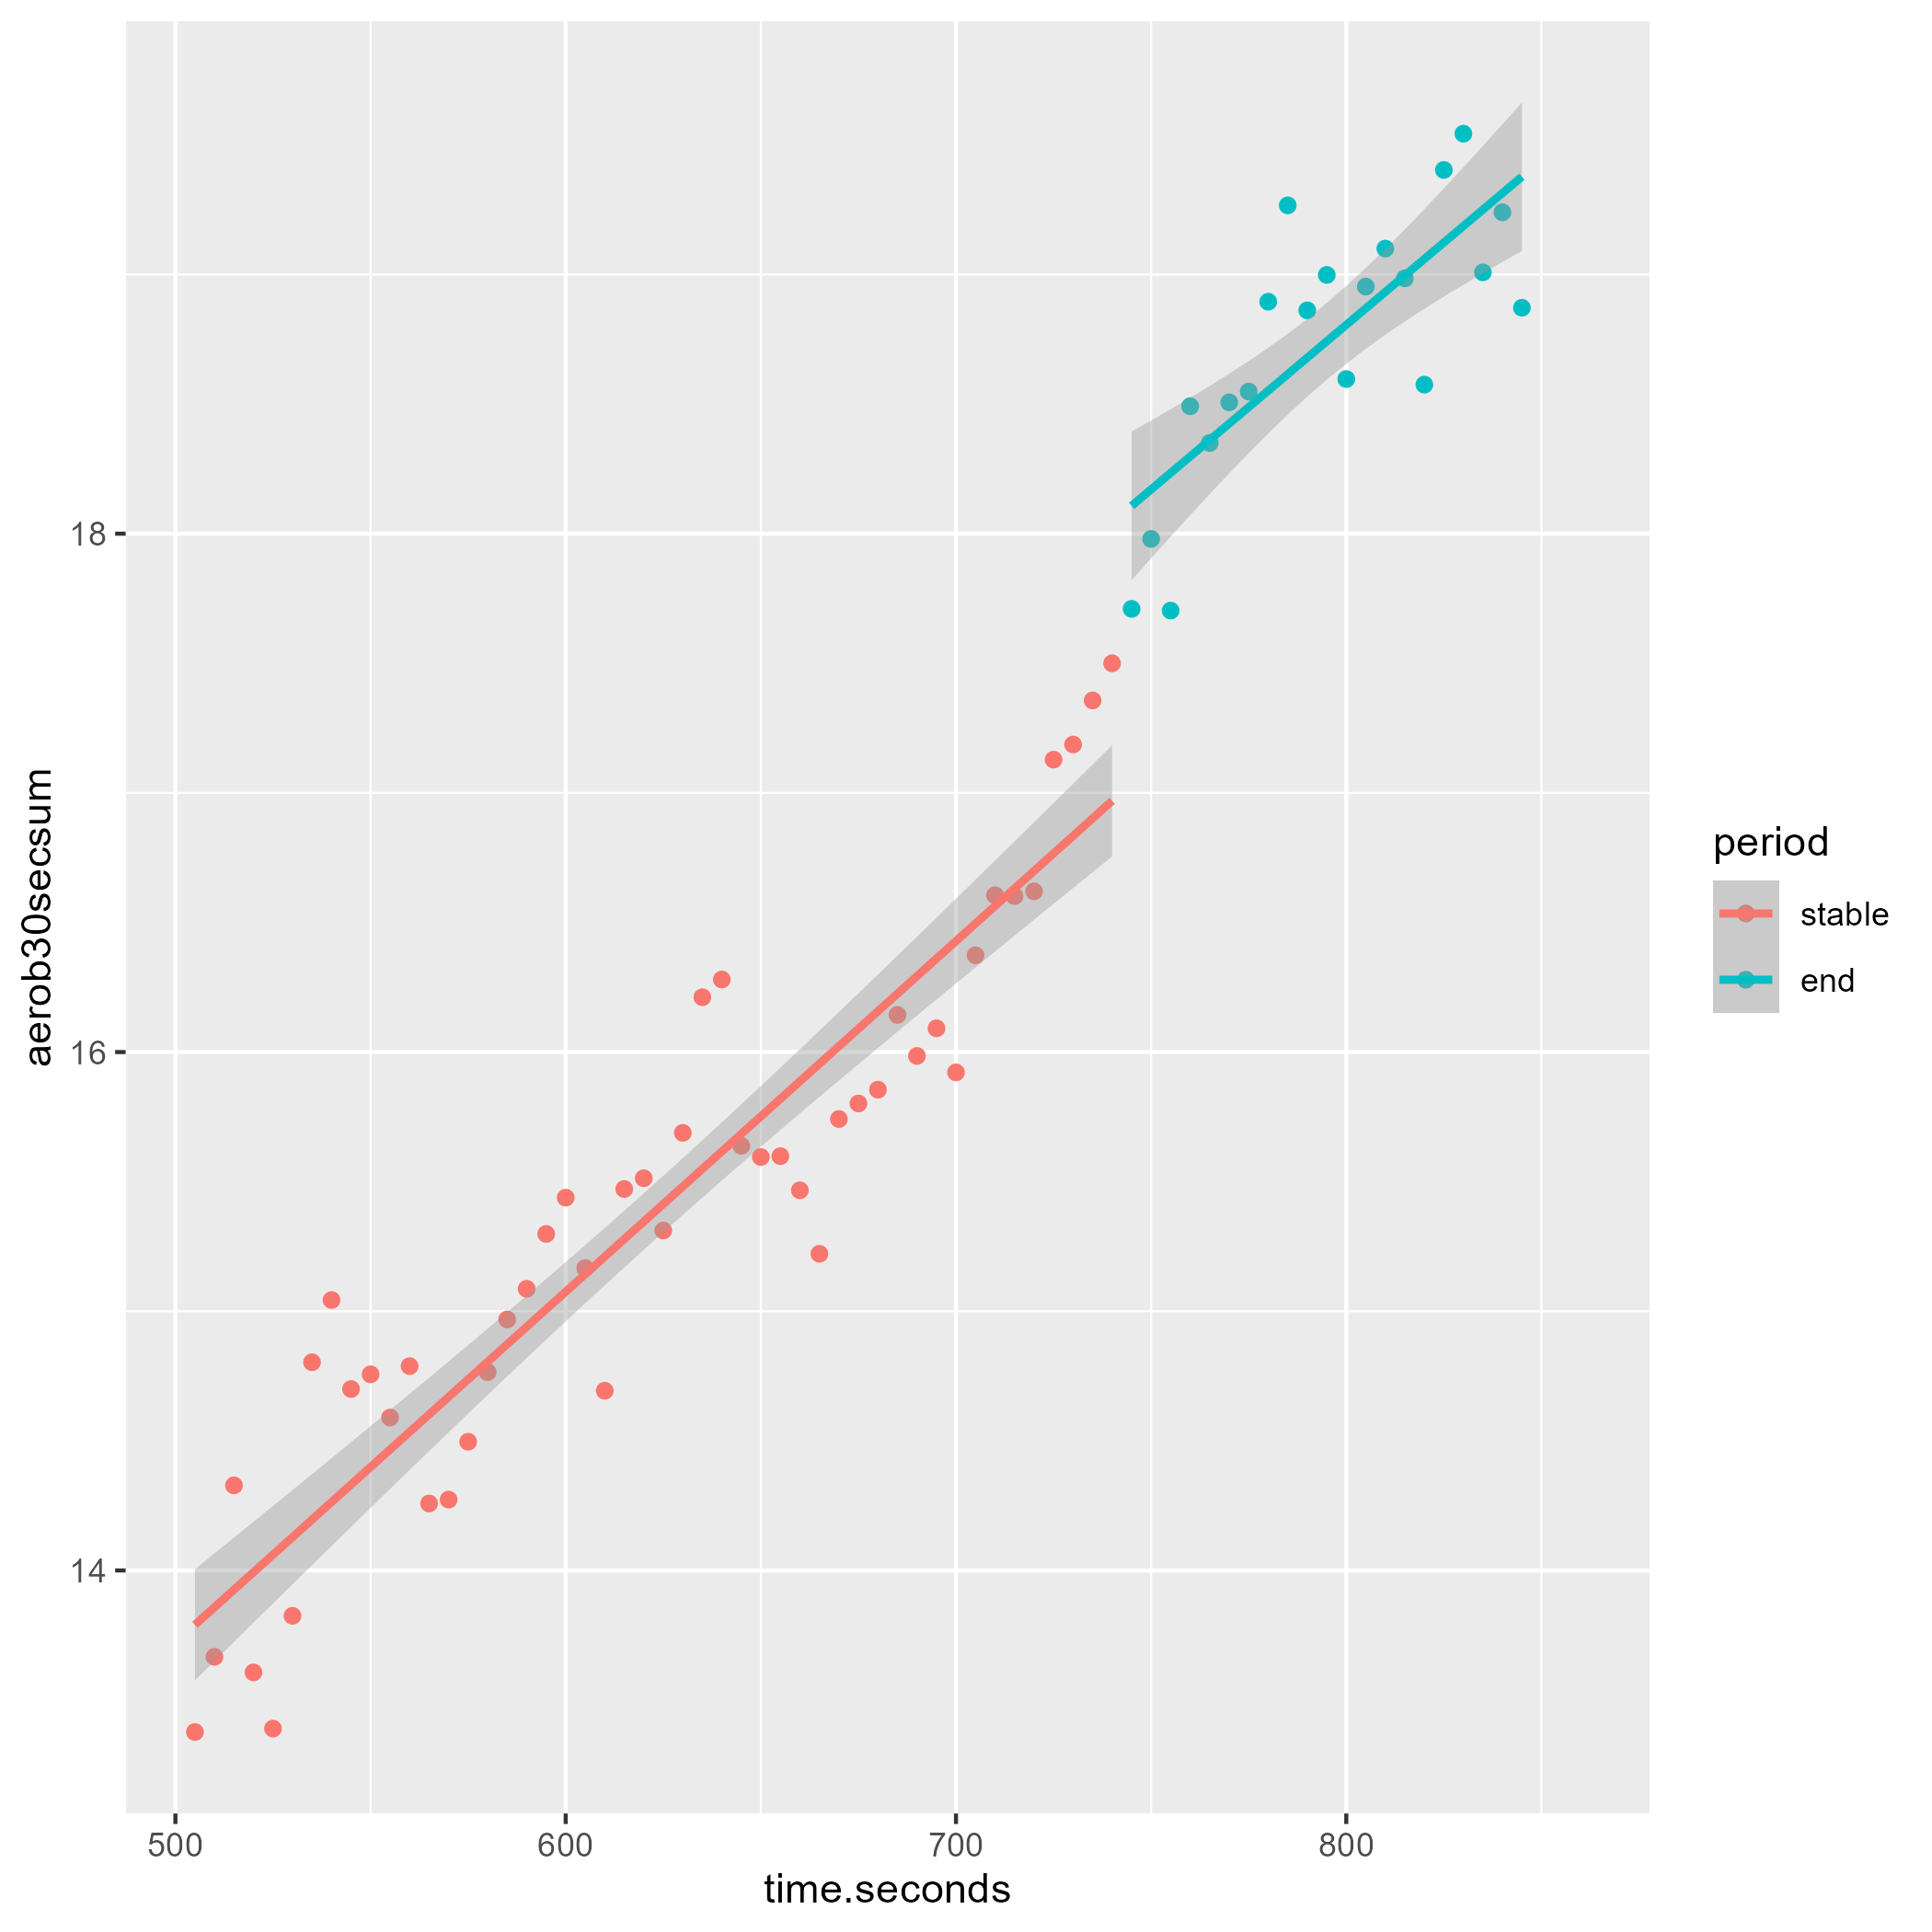 aerob30secsum
18
16
14
500 600 700 800
time.seconds
period
stable
end